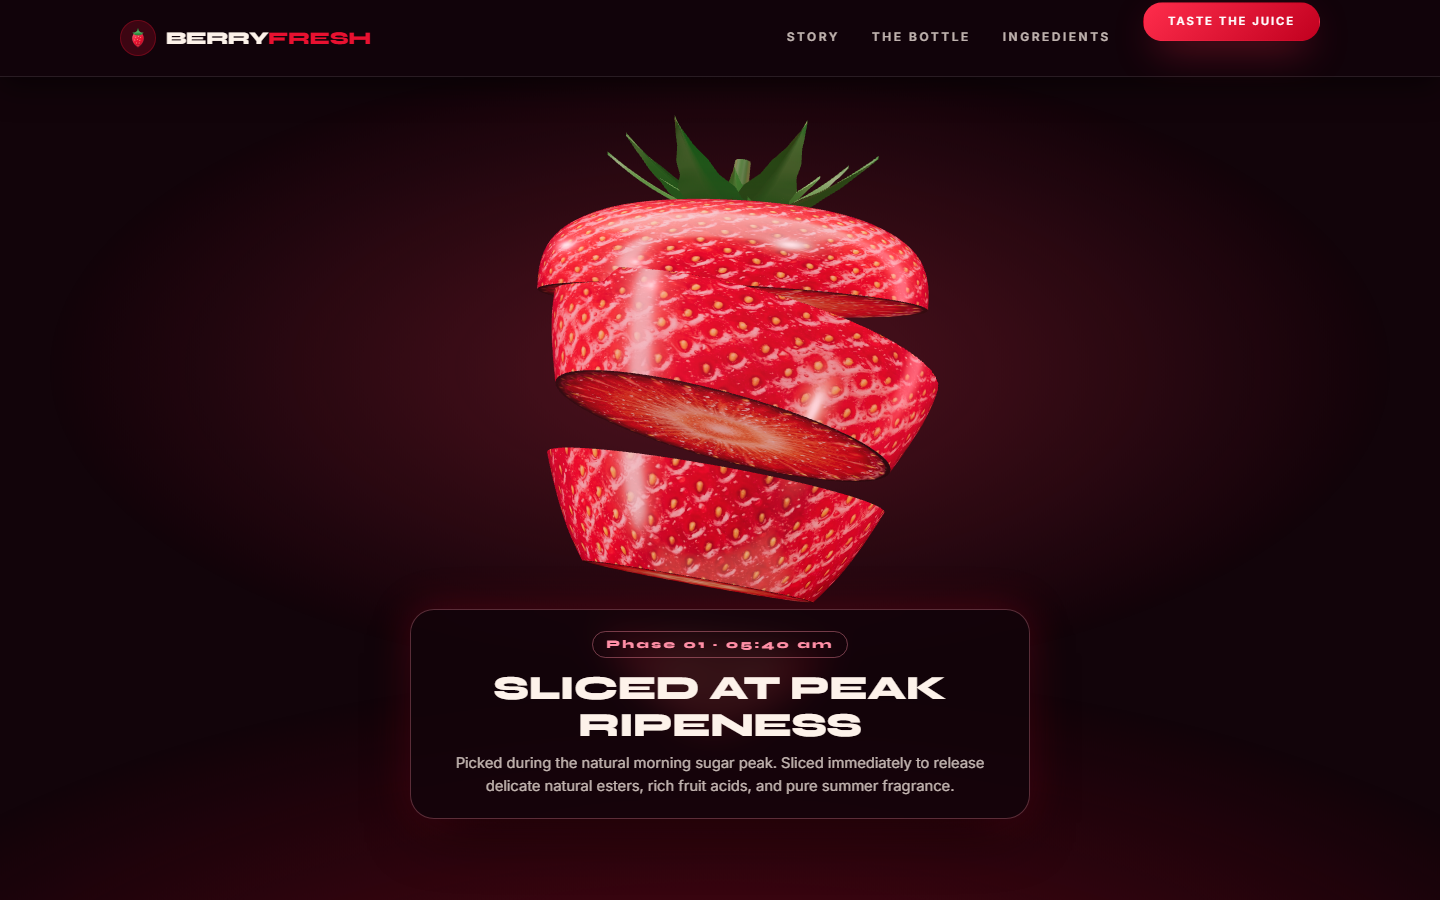 BERRYFRESH
STORY
THE BOTTLE
INGREDIENTS
TASTE THE JUICE
Phase 01 · 05:40 am
SLICED AT PEAK
RIPENESS
Picked during the natural morning sugar peak. Sliced immediately to release
delicate natural esters, rich fruit acids, and pure summer fragrance.